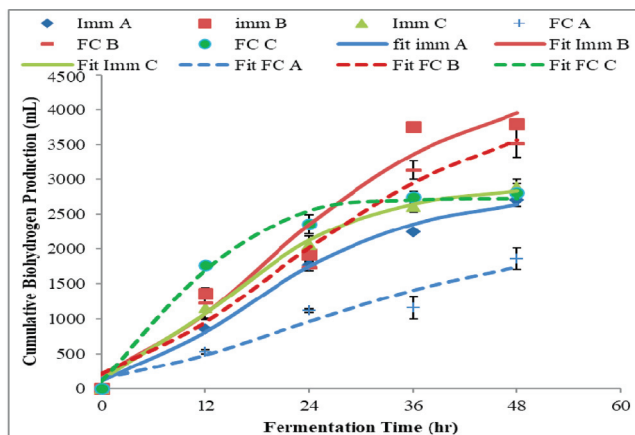 Imm A imm B Imm C FC A
FC B FC C fit imm A Fit Imm B
Fit Imm C Fit FC A Fit FC B Fit FC C
4500
4000
3500
3000
2500
2000
1500
1000
500
0
Cumulative Biohydrogen Production (mL)
0 12 24 36 48 60
Fermentation Time (hr)